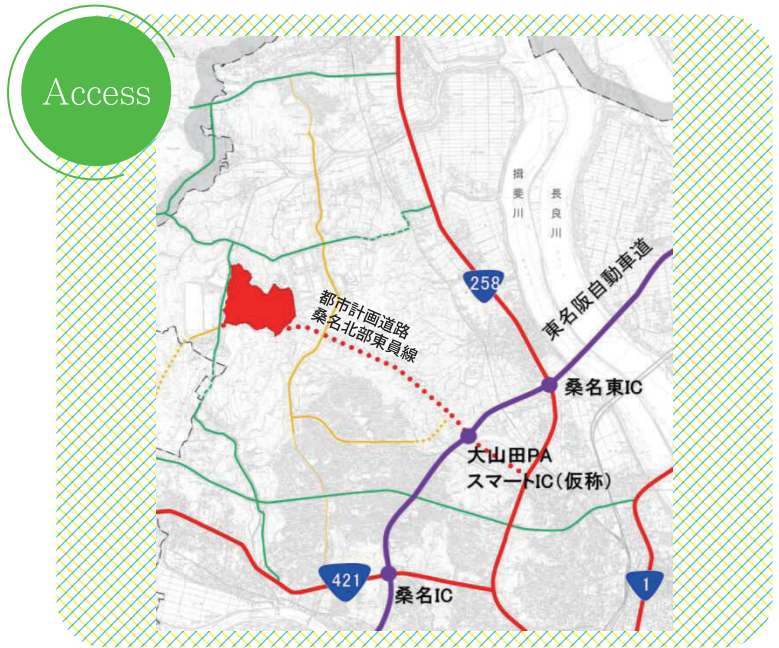 Access
揖斐川
長良川
258
東名阪自動車道
都市計画道路
桑名北部東員線
桑名東IC
大山田PA
スマートIC(仮称)
421
桑名IC
1